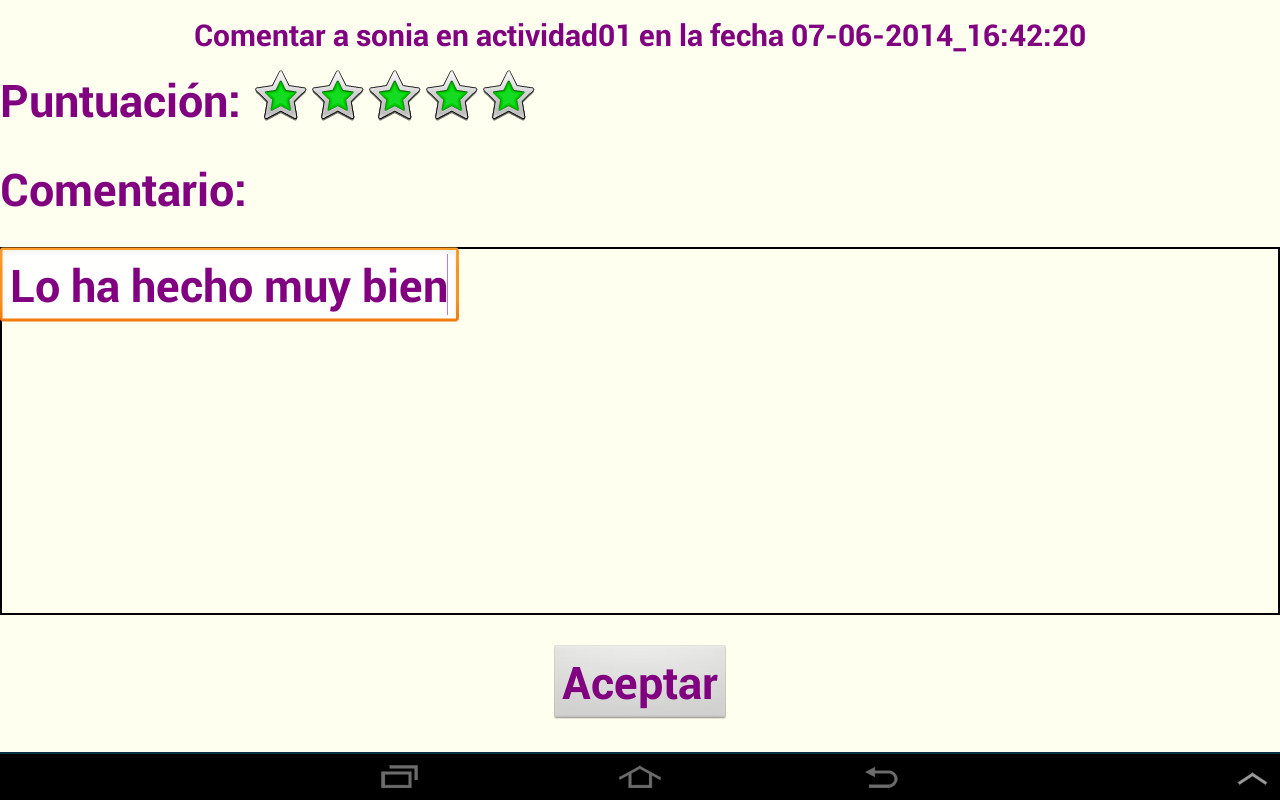 Comentar a sonia en actividad01 en la fecha 07-06-2014_16:42:20
Puntuación:
Comentario:
Lo ha hecho muy bien
Aceptar